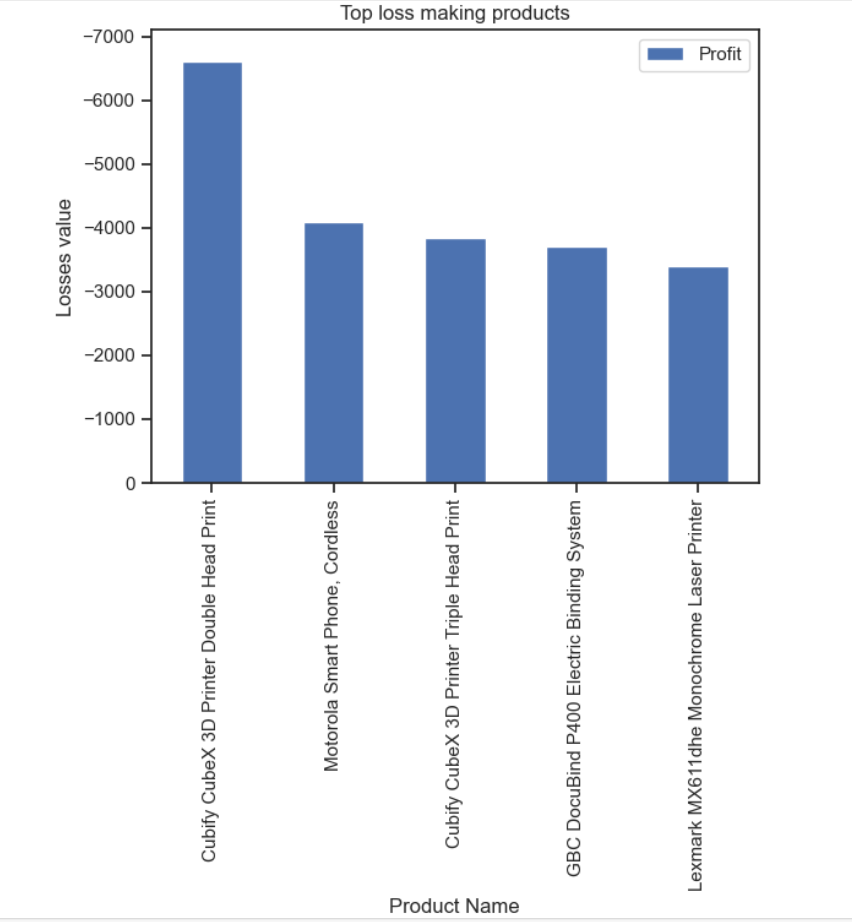 Top loss making products
Profit
Losses value
−7000
−6000
−5000
−4000
−3000
−2000
−1000
0
Cubify CubeX 3D Printer Double Head Print
Motorola Smart Phone, Cordless
Cubify CubeX 3D Printer Triple Head Print
GBC DocuBind P400 Electric Binding System
Lexmark MX611dhe Monochrome Laser Printer
Product Name